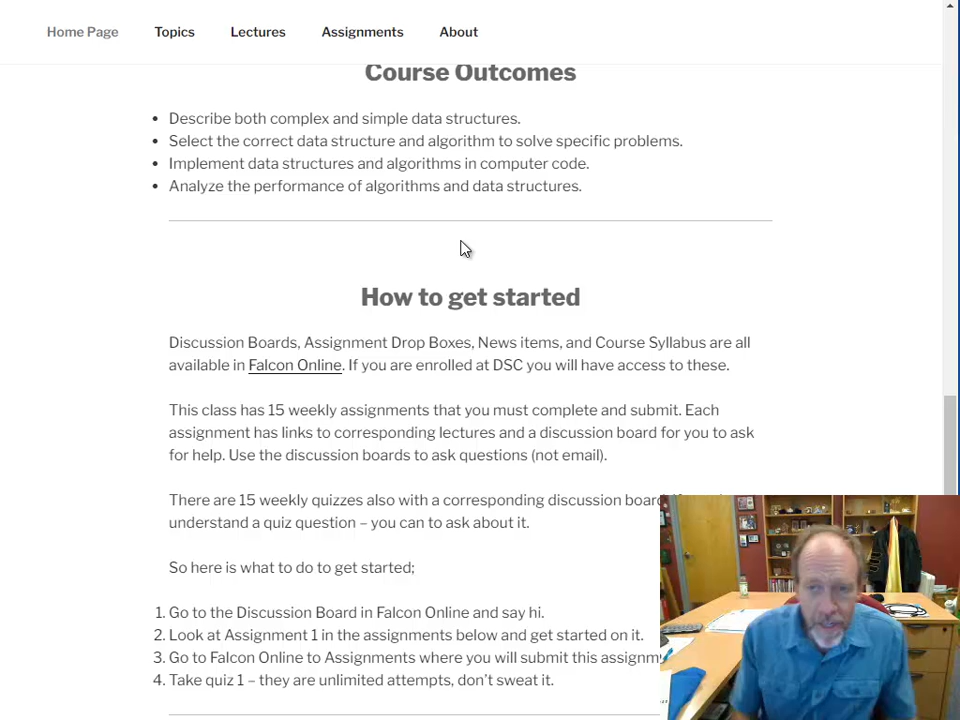 Home Page Topics Lectures Assignments About
Course Outcomes
• Describe both complex and simple data structures.
• Select the correct data structure and algorithm to solve specific problems.
• Implement data structures and algorithms in computer code.
• Analyze the performance of algorithms and data structures.
How to get started
Discussion Boards, Assignment Drop Boxes, News items, and Course Syllabus are all
available in Falcon Online. If you are enrolled at DSC you will have access to these.
This class has 15 weekly assignments that you must complete and submit. Each
assignment has links to corresponding lectures and a discussion board for you to ask
for help. Use the discussion boards to ask questions (not email).
There are 15 weekly quizzes also with a corresponding discussion board
understand a quiz question – you can to ask about it.
So here is what to do to get started;
1. Go to the Discussion Board in Falcon Online and say hi.
2. Look at Assignment 1 in the assignments below and get started on it.
3. Go to Falcon Online to Assignments where you will submit this assignm
4. Take quiz 1 – they are unlimited attempts, don't sweat it.